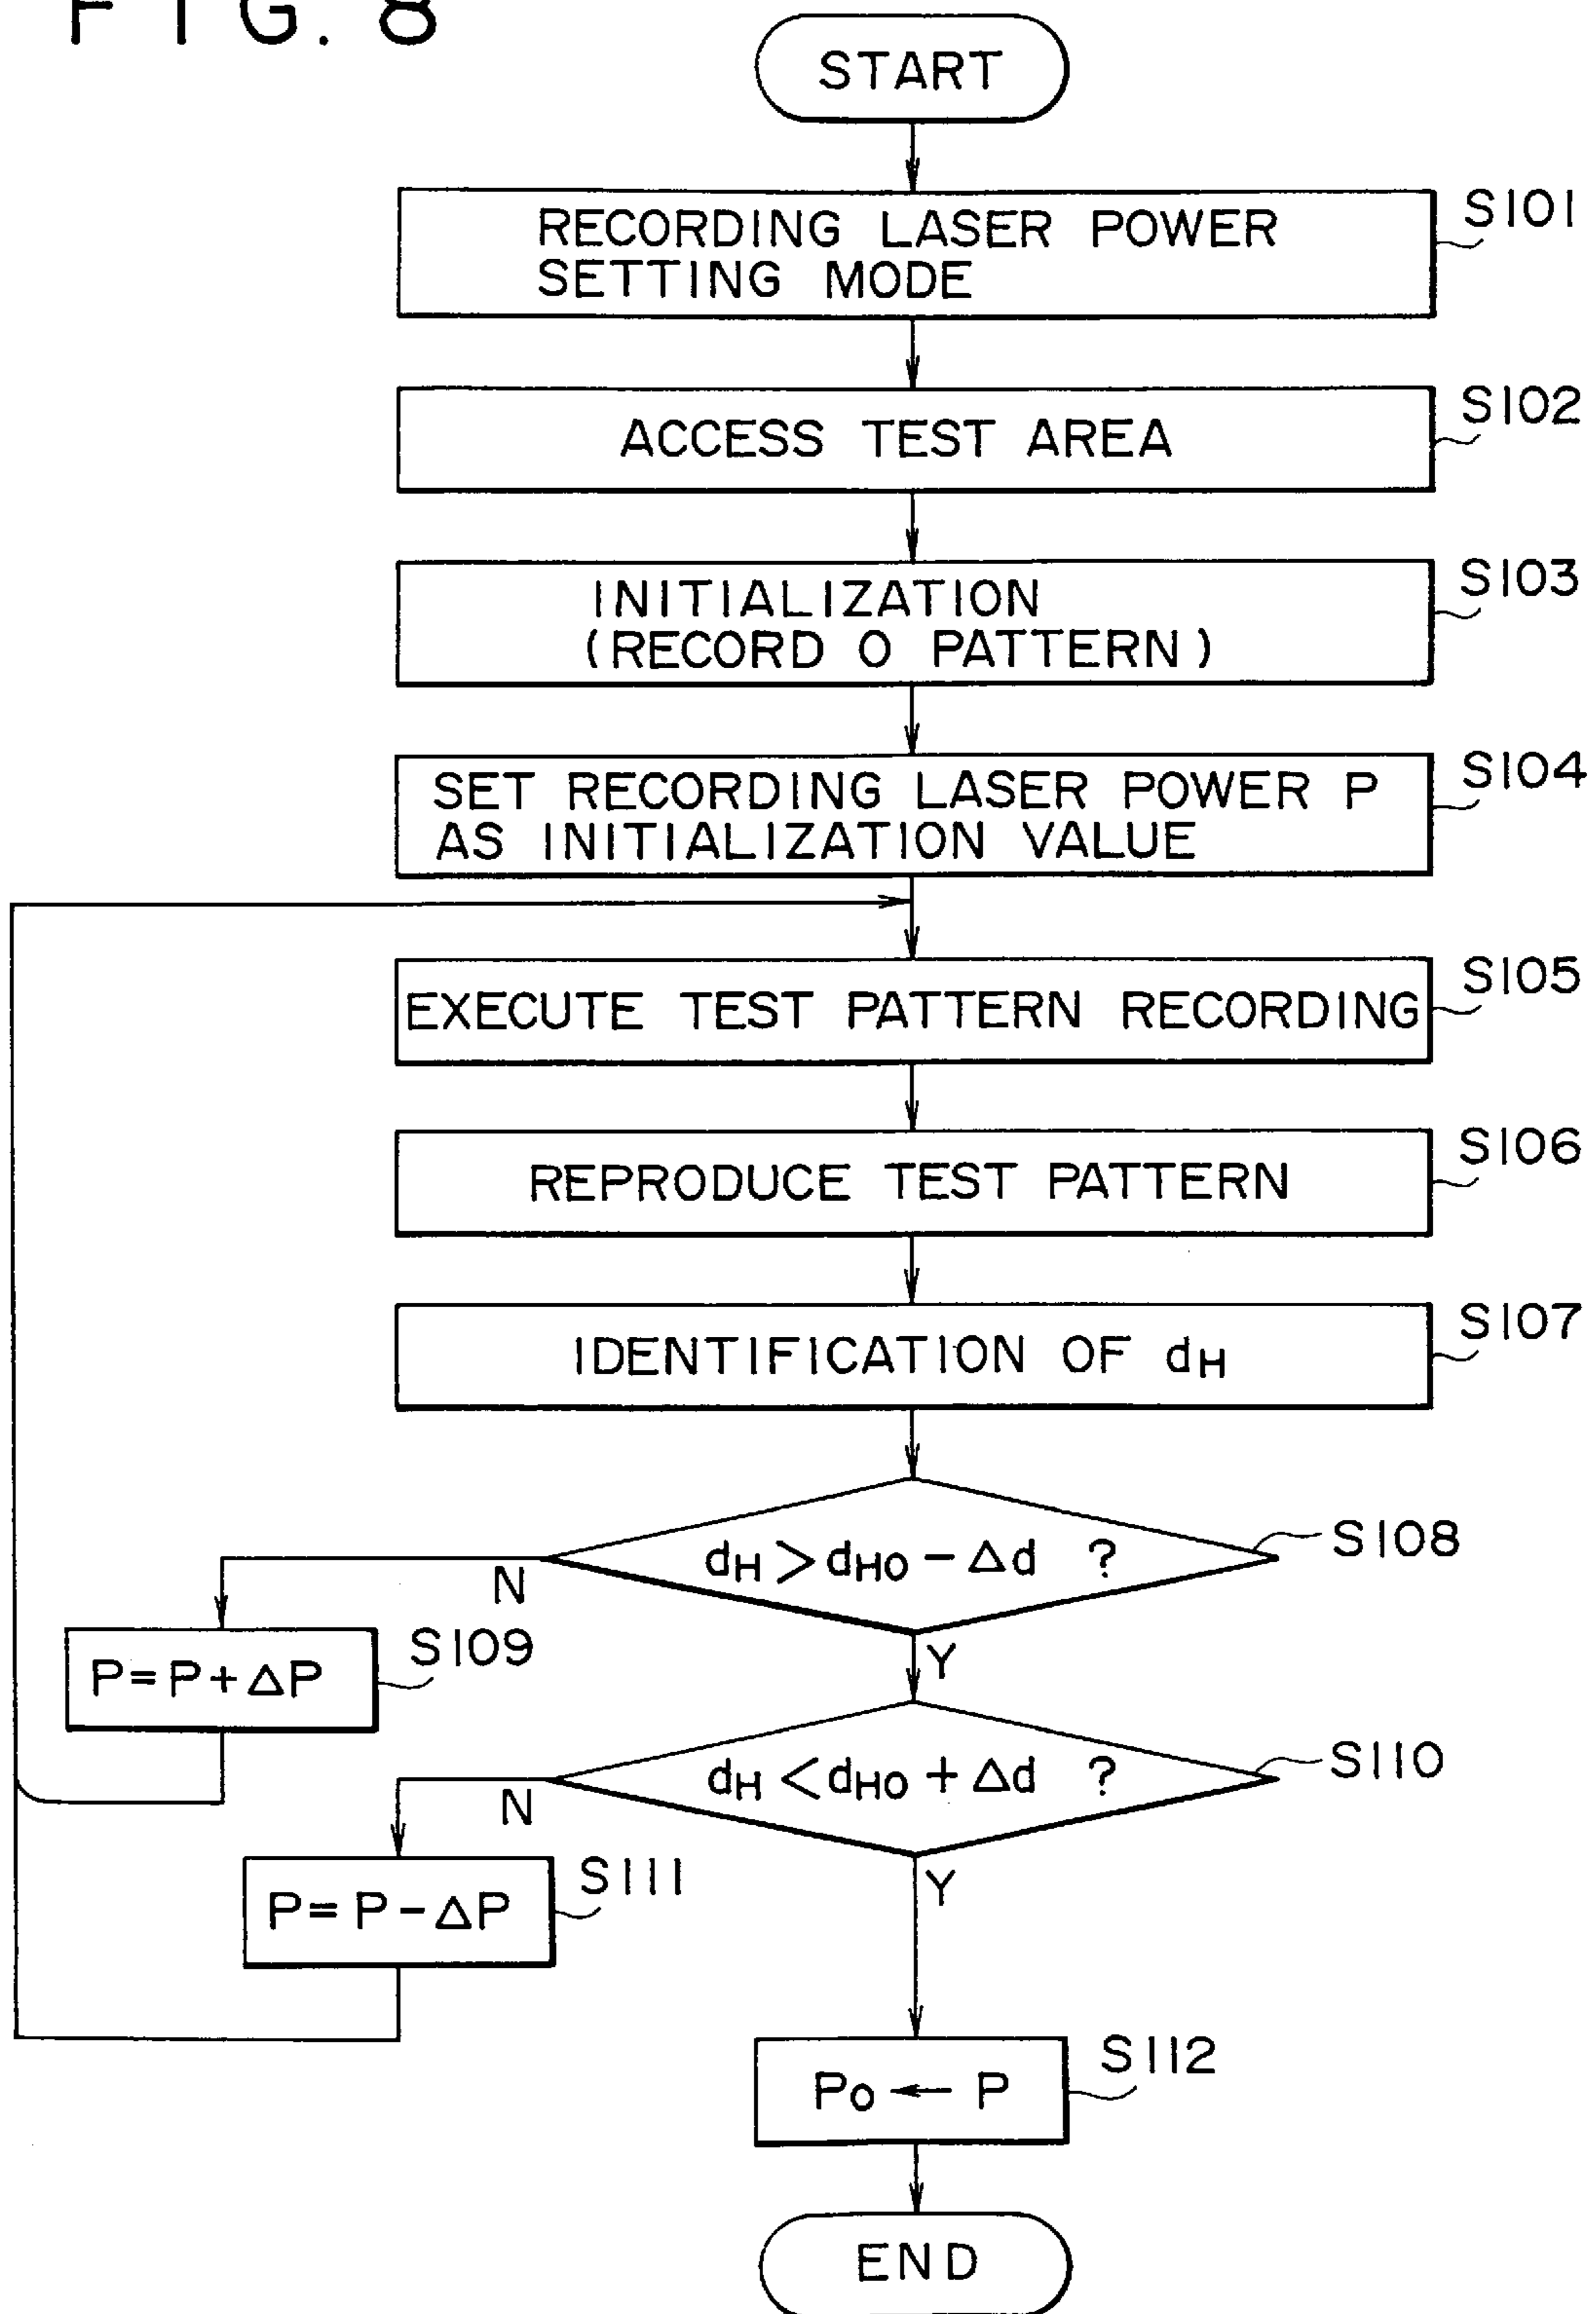 FIG. 8
START
RECORDING LASER POWER
SETTING MODE
S101
ACCESS TEST AREA
S102
INITIALIZATION
(RECORD 0 PATTERN)
S103
SET RECORDING LASER POWER P
AS INITIALIZATION VALUE
S104
EXECUTE TEST PATTERN RECORDING
S105
REPRODUCE TEST PATTERN
S106
IDENTIFICATION OF dH
S107
dH > dH0 - Δd ?
S108
N
Y
P = P + ΔP
S109
dH < dH0 + Δd ?
S110
N
Y
P = P - ΔP
S111
P0 ← P
S112
END